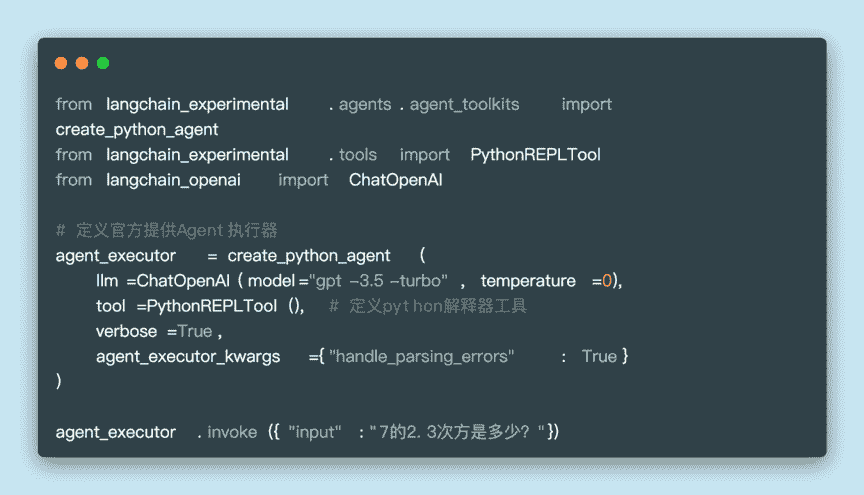 from langchain_experimental .agents .agent_toolkits import
create_python_agent
from langchain_experimental .tools import PythonREPLTool
from langchain_openai import ChatOpenAI
# 定义官方提供Agent 执行器
agent_executor = create_python_agent (
llm =ChatOpenAI (model ="gpt -3.5 -turbo" , temperature =0),
tool =PythonREPLTool (), # 定义pyt hon解释器工具
verbose =True ,
agent_executor_kwargs ={ "handle_parsing_errors" : True }
)
agent_executor .invoke ({ "input" : "7的2. 3次方是多少? "})